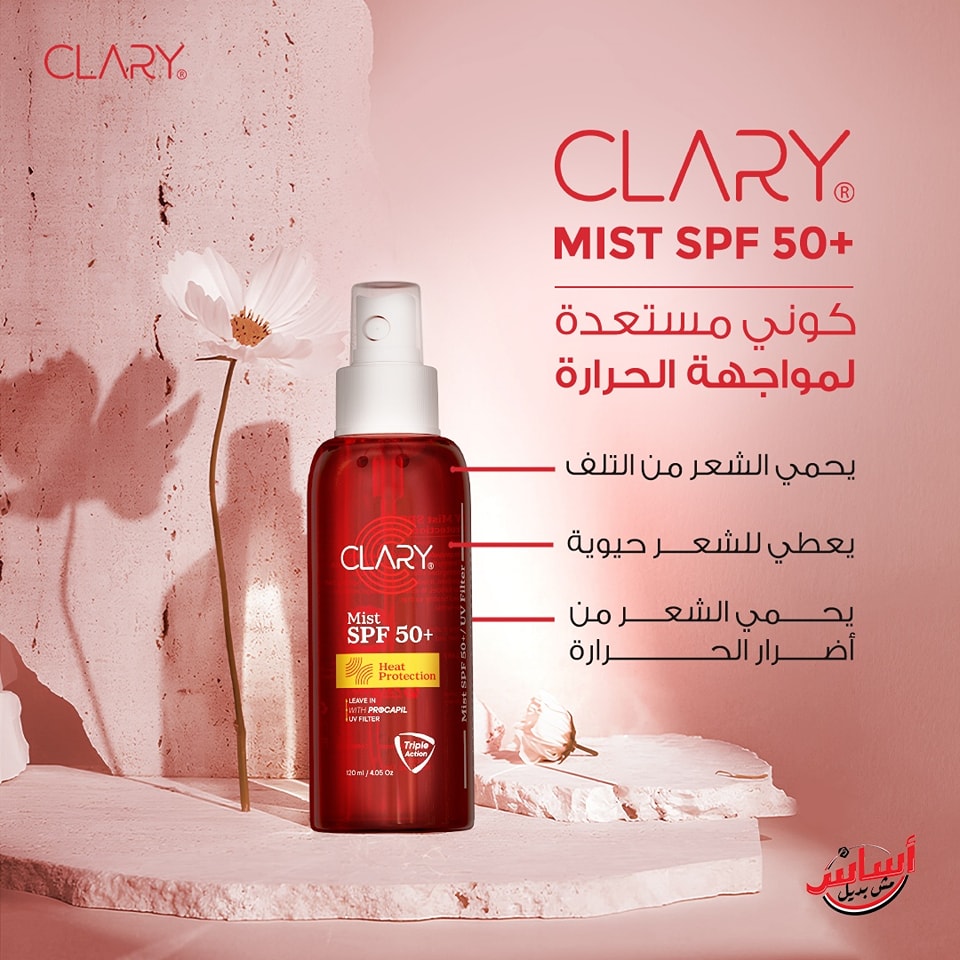 CLARY®
CLARY®
MIST SPF 50+
كوني مستعدة
لمواجهة الحرارة
يحمي الشعر من التلف
يعطي للشعر حيوية
يحمي الشعر من
أضرار الحرارة
CLARY®
Mist
SPF 50+
Heat
Protection
LEAVE IN
WITH PROCAPIL
UV FILTER
Triple
Action
120 ml / 4.05 Oz
Mist SPF 50+ / UV Filter
أساسي
مش بديل